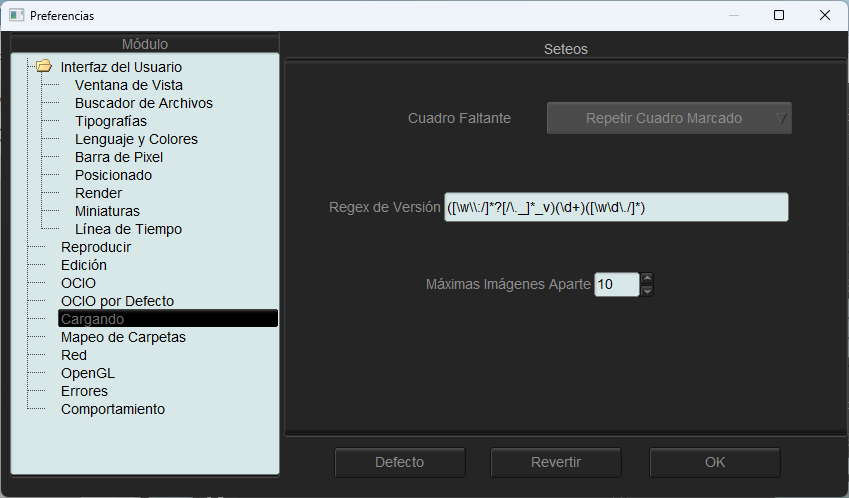 Preferencias
Módulo
Interfaz del Usuario
Ventana de Vista
Buscador de Archivos
Tipografías
Lenguaje y Colores
Barra de Pixel
Posicionado
Render
Miniaturas
Línea de Tiempo
Reproducir
Edición
OCIO
OCIO por Defecto
Cargando
Mapeo de Carpetas
Red
OpenGL
Errores
Comportamiento
Seteos
Cuadro Faltante Repetir Cuadro Marcado
Regex de Versión ([\w\\:/]*?[/\._]*_v)(\d+)([\w\d\./]*)
Máximas Imágenes Aparte 10
Defecto Revertir OK